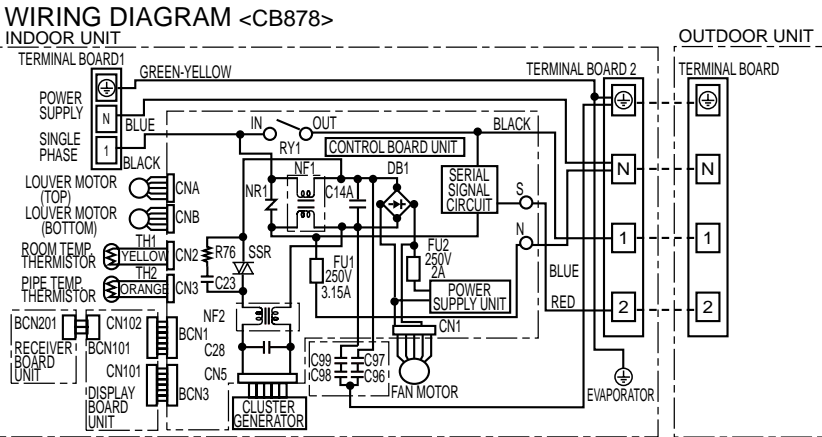 WIRING DIAGRAM <CB878>
INDOOR UNIT
OUTDOOR UNIT
TERMINAL BOARD1
GREEN-YELLOW
TERMINAL BOARD 2
TERMINAL BOARD
POWER
SUPPLY
SINGLE
PHASE
N
1
BLUE
BLACK
IN
OUT
RY1
BLACK
CONTROL BOARD UNIT
N
1
2
N
1
2
LOUVER MOTOR
(TOP)
CNA
LOUVER MOTOR
(BOTTOM)
CNB
ROOM TEMP.
THERMISTOR
TH1
YELLOW
CN2
PIPE TEMP.
THERMISTOR
TH2
ORANGE
CN3
NR1
NF1
C14A
DB1
SERIAL
SIGNAL
CIRCUIT
S
N
R76
SSR
C23
FU1
250V
3.15A
FU2
250V
2A
POWER
SUPPLY UNIT
BLUE
RED
BCN201
CN102
BCN1
RECEIVER
BOARD
UNIT
BCN101
CN101
BCN3
DISPLAY
BOARD
UNIT
NF2
C28
CN5
CLUSTER
GENERATOR
C99
C98
C97
C96
CN1
FAN MOTOR
EVAPORATOR